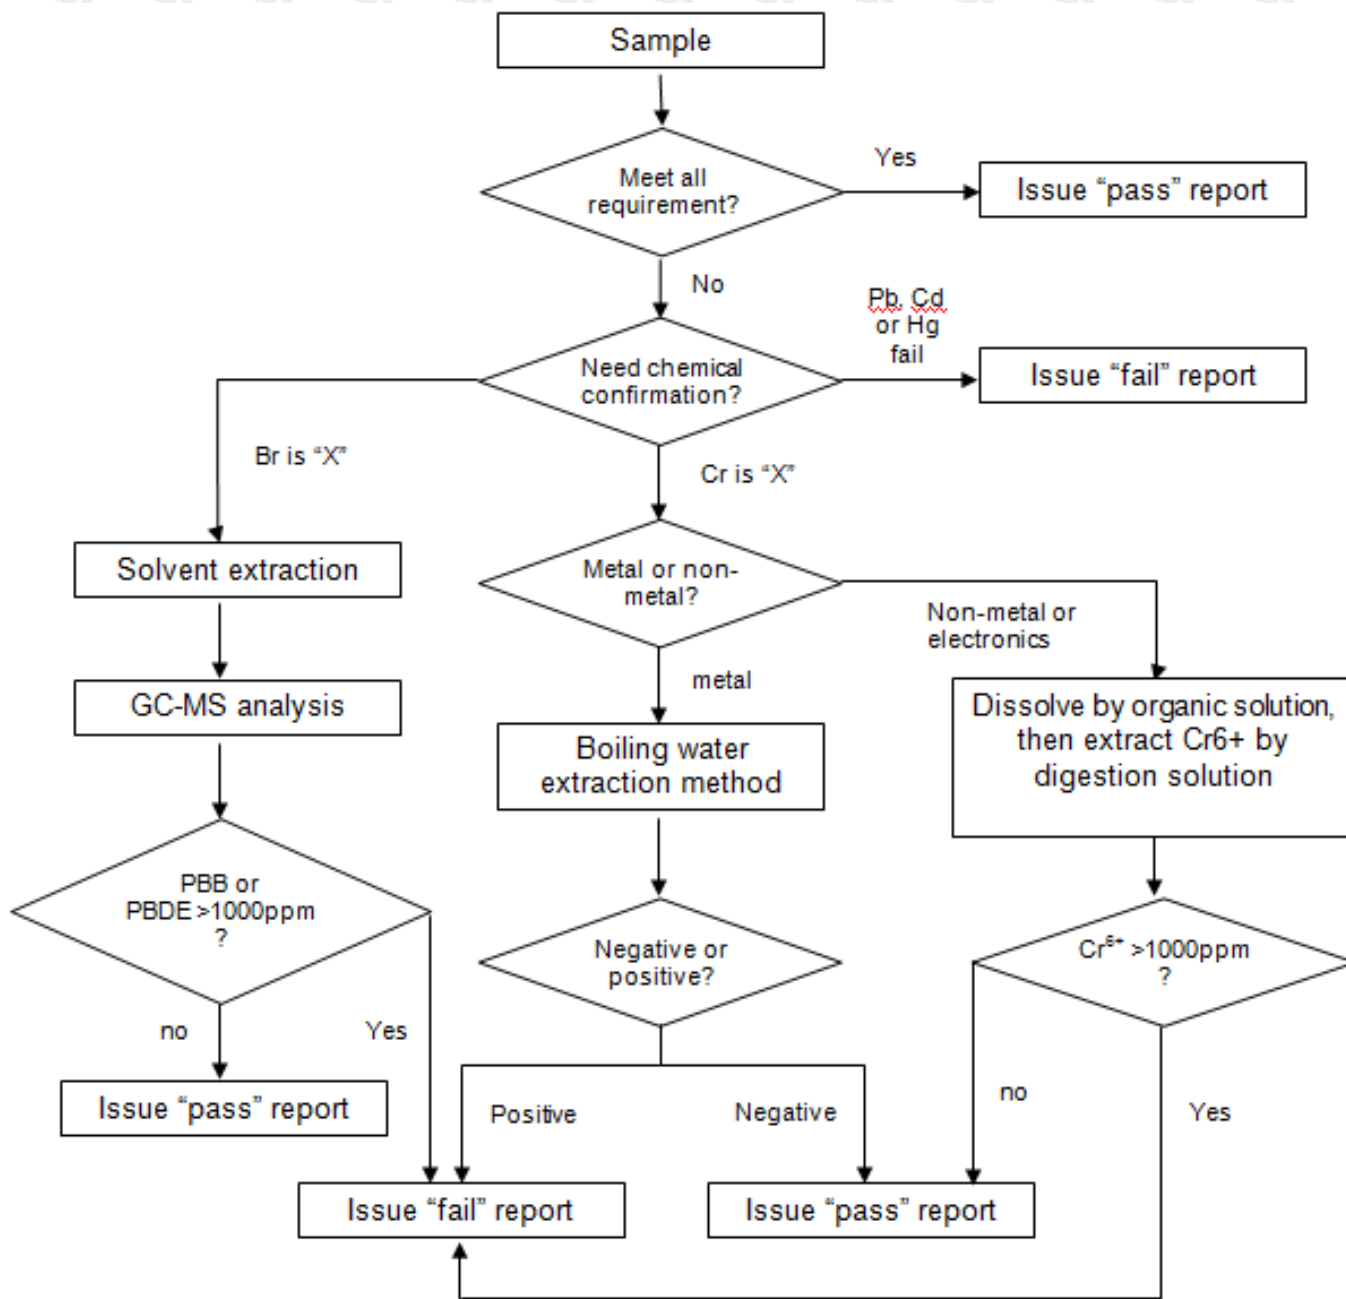 Sample
Meet all
requirement?
Yes
Issue “pass” report
No
Pb, Cd
or Hg
fail
Need chemical
confirmation?
Issue “fail” report
Br is “X”
Cr is “X”
Solvent extraction
Metal or non-
metal?
Non-metal or
electronics
GC-MS analysis
metal
Boiling water
extraction method
Dissolve by organic solution,
then extract Cr6+ by
digestion solution
PBB or
PBDE >1000ppm
?
Negative or
positive?
Cr⁶⁺ >1000ppm
?
no
Yes
Issue “pass” report
Positive
Negative
no
Yes
Issue “fail” report
Issue “pass” report